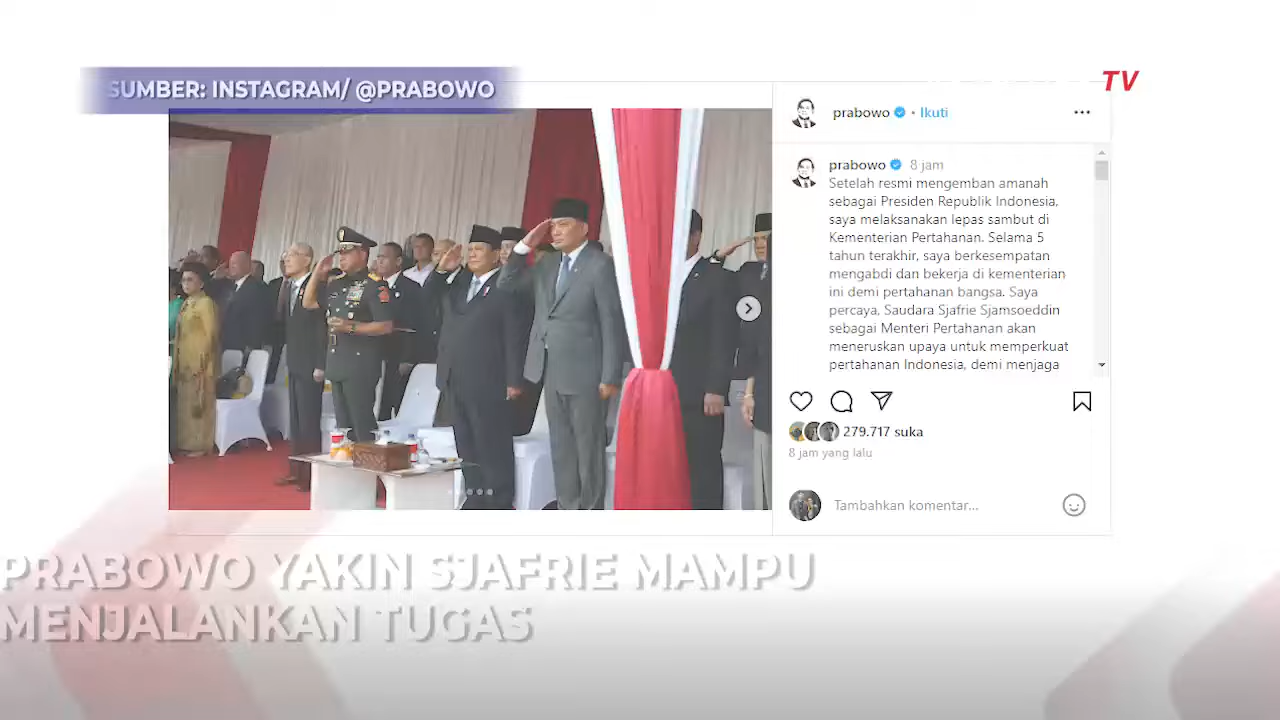 SUMBER: INSTAGRAM/ @PRABOWO
TV
prabowo • Ikuti
prabowo 8 jam
Setelah resmi mengemban amanah
sebagai Presiden Republik Indonesia,
saya melaksanakan lepas sambut di
Kementerian Pertahanan. Selama 5
tahun terakhir, saya berkesempatan
mengabdi dan bekerja di kementerian
ini demi pertahanan bangsa. Saya
percaya, Saudara Sjafrie Sjamsoeddin
sebagai Menteri Pertahanan akan
meneruskan upaya untuk memperkuat
pertahanan Indonesia, demi menjaga
279.717 suka
8 jam yang lalu
Tambahkan komentar...
PRABOWO YAKIN SJAFRIE MAMPU
MENJALANKAN TUGAS